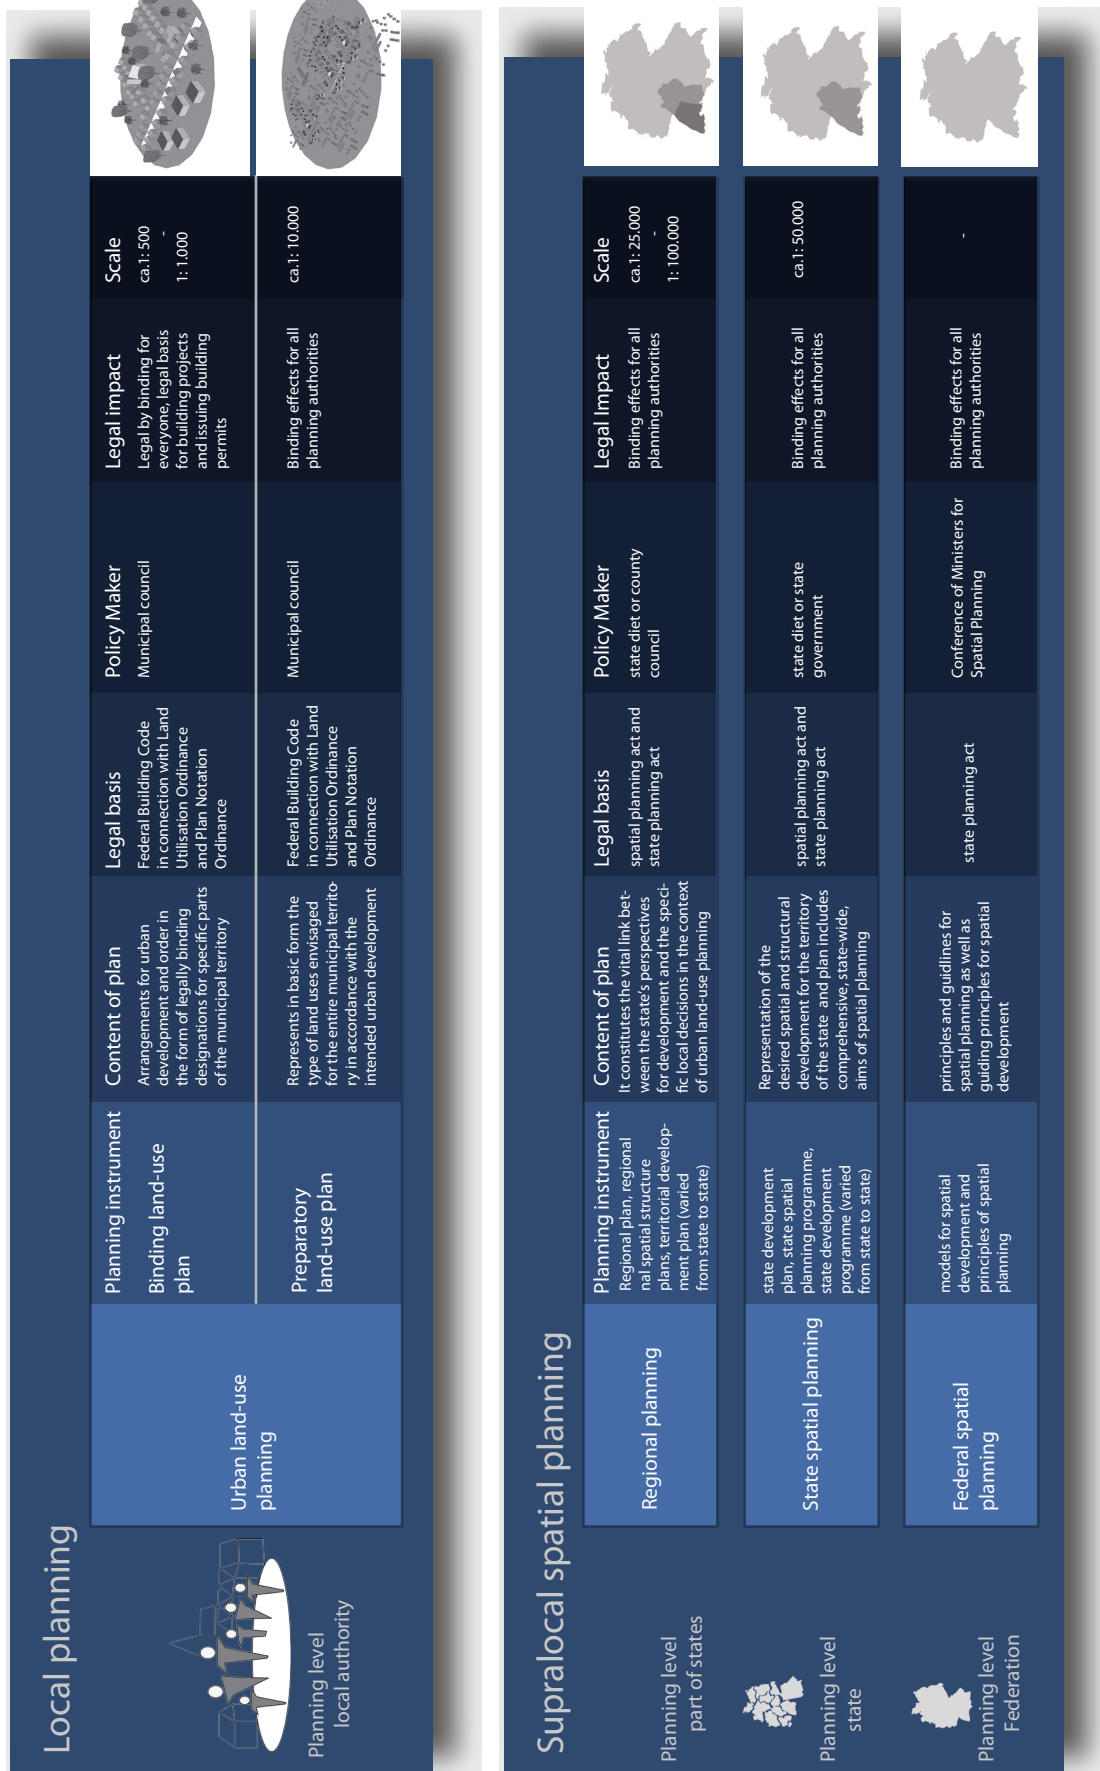 Local planning
Planning level
local authority
Urban land-use
planning
Planning instrument
Binding land-use
plan
Content of plan
Arrangements for urban
development and order in
the form of legally binding
designations for specific parts
of the municipal territory
Legal basis
Federal Building Code
in connection with Land
Utilisation Ordinance
and Plan Notation
Ordinance
Policy Maker
Municipal council
Legal impact
Legal by binding for
everyone, legal basis
for building projects
and issuing building
permits
Scale
ca.1: 500
-
1: 1.000
Preparatory
land-use plan
Represents in basic form the
type of land uses envisaged
for the entire municipal territo-
ry in accordance with the
intended urban development
Federal Building Code
in connection with Land
Utilisation Ordinance
and Plan Notation
Ordinance
Municipal council
Binding effects for all
planning authorities
ca.1: 10.000
Supralocal spatial planning
Planning level
part of states
Regional planning
Planning instrument
Regional plan, regional
nal spatial structure
plans, territorial develop-
ment plan (varied
from state to state)
Content of plan
It constitutes the vital link bet-
ween the state's perspectives
for development and the speci-
fic local decisions in the context
of urban land-use planning
Legal basis
spatial planning act and
state planning act
Policy Maker
state diet or county
council
Legal Impact
Binding effects for all
planning authorities
Scale
ca.1: 25.000
-
1: 100.000
Planning level
state
State spatial planning
state development
plan, state spatial
planning programme,
state development
programme (varied
from state to state)
Representation of the
desired spatial and structural
development for the territory
of the state and plan includes
comprehensive, state-wide,
aims of spatial planning
spatial planning act and
state planning act
state diet or state
government
Binding effects for all
planning authorities
ca.1: 50.000
Planning level
Federation
Federal spatial
planning
models for spatial
development and
principles of spatial
planning
principles and guidlines for
spatial planning as well as
guiding principles for spatial
development
state planning act
Conference of Ministers for
Spatial Planning
Binding effects for all
planning authorities
-